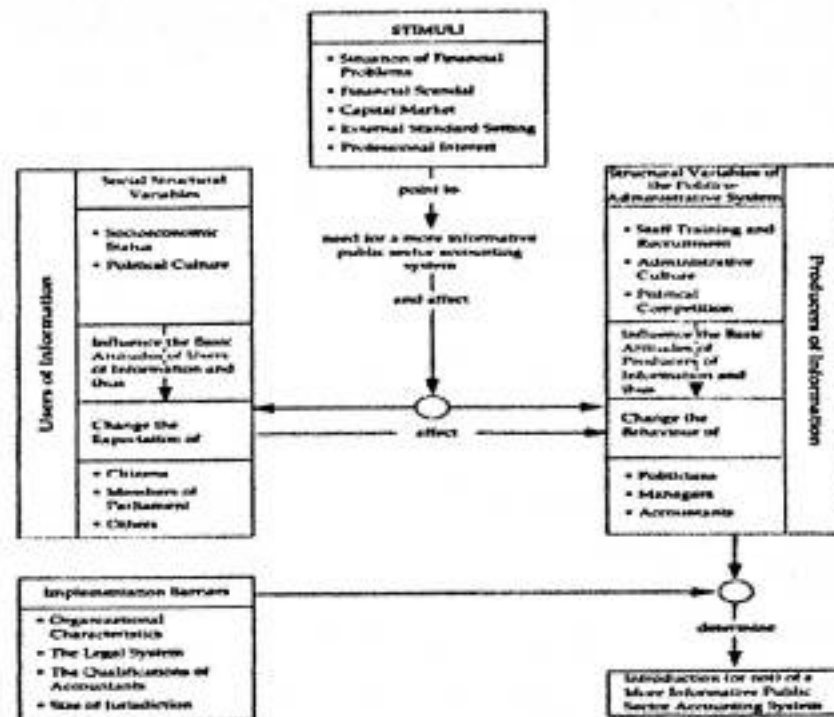 STIMULI
• Situation of Financial
Problems
• Financial Scandal
• Capital Market
• External Standard Setting
• Professional Interest
point to
need for a more informative
public sector accounting
system
and affect
Users of Information
Social Structural
Variables
• Socioeconomic
Status
• Political Culture
Influence the Basic
Attitudes of Users
of Information and
thus
Change the
Expectation of
• Citizens
• Members of
Parliament
• Others
affect
Structural Variables of
the Politico-
Administrative System
• Staff Training and
Recruitment
• Administrative
Culture
• Political
Competition
Influence the Basic
Attitudes of
Producers of
Information and
thus
Change the
Behaviour of
• Politicians
• Managers
• Accountants
Producers of Information
Implementation Barriers
• Organizational
Characteristics
• The Legal System
• The Qualifications of
Accountants
• Size of Jurisdiction
determine
Introduction (or not) of a
More Informative Public
Sector Accounting System